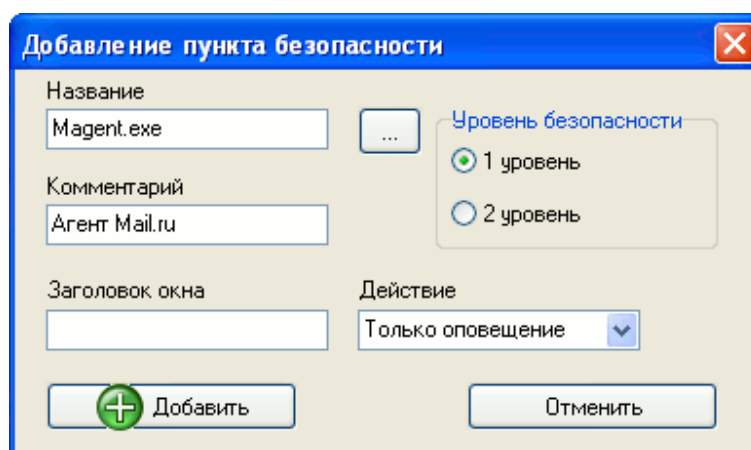 Добавление пункта безопасности
Название
Magent.exe
...
Уровень безопасности
1 уровень
2 уровень
Комментарий
Агент Mail.ru
Заголовок окна
Действие
Только оповещение
Добавить
Отменить